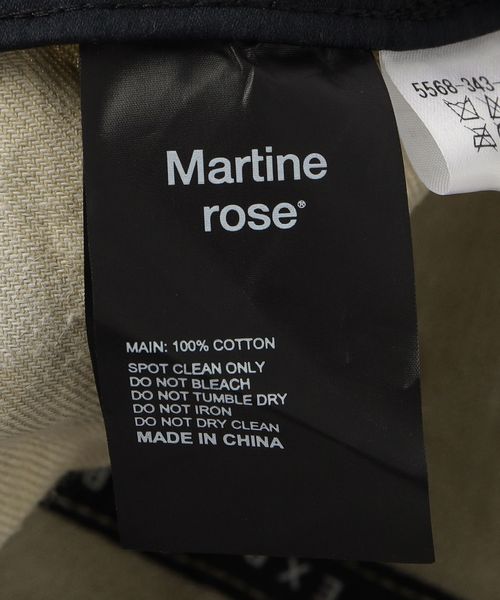 Martine
rose®
MAIN: 100% COTTON
SPOT CLEAN ONLY
DO NOT BLEACH
DO NOT TUMBLE DRY
DO NOT IRON
DO NOT DRY CLEAN
MADE IN CHINA
5568-343-